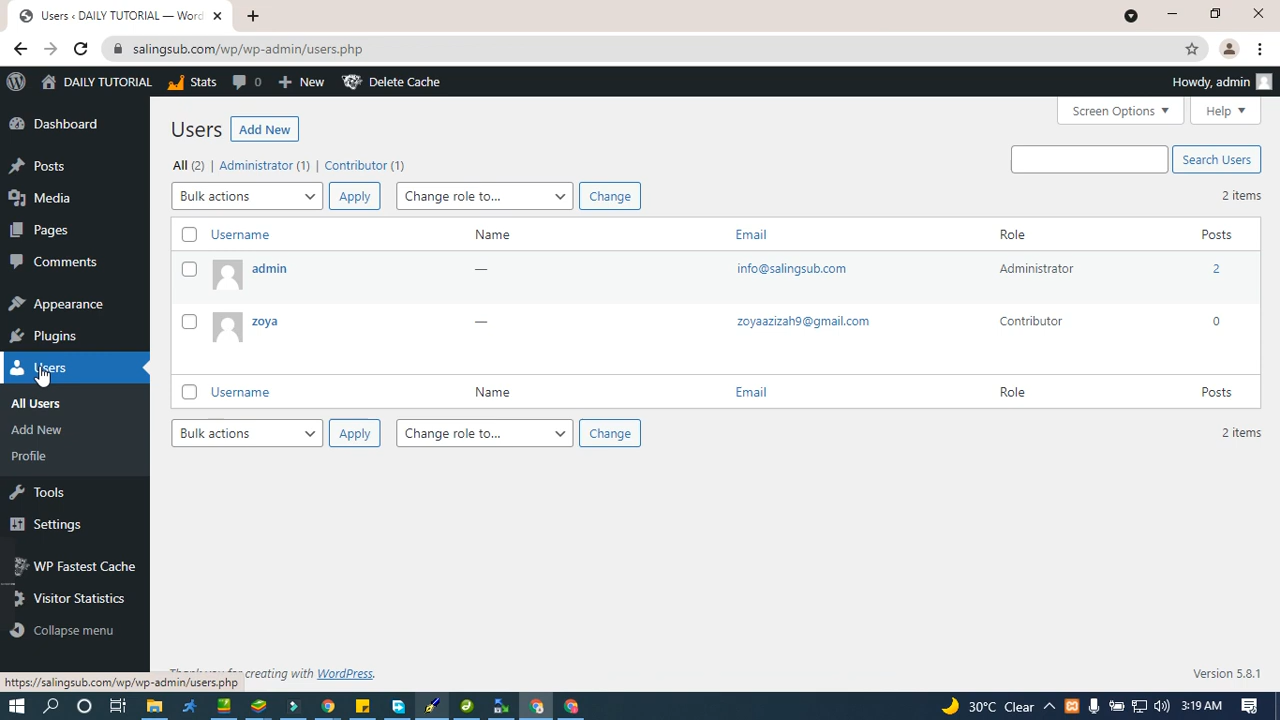 Users ‹ DAILY TUTORIAL — Word
salingsub.com/wp/wp-admin/users.php
DAILY TUTORIAL Stats 0 New Delete Cache Howdy, admin
Dashboard
Posts
Media
Pages
Comments
Appearance
Plugins
Users
All Users
Add New
Profile
Tools
Settings
WP Fastest Cache
Visitor Statistics
Collapse menu
Screen Options Help
Users Add New
All (2) | Administrator (1) | Contributor (1)
Search Users
Bulk actions Apply Change role to... Change 2 items
Username Name Email Role Posts
admin — info@salingsub.com Administrator 2
zoya — zoyaazizah9@gmail.com Contributor 0
Username Name Email Role Posts
Bulk actions Apply Change role to... Change 2 items
Thank you for creating with WordPress. Version 5.8.1
https://salingsub.com/wp/wp-admin/users.php
30°C Clear 3:19 AM